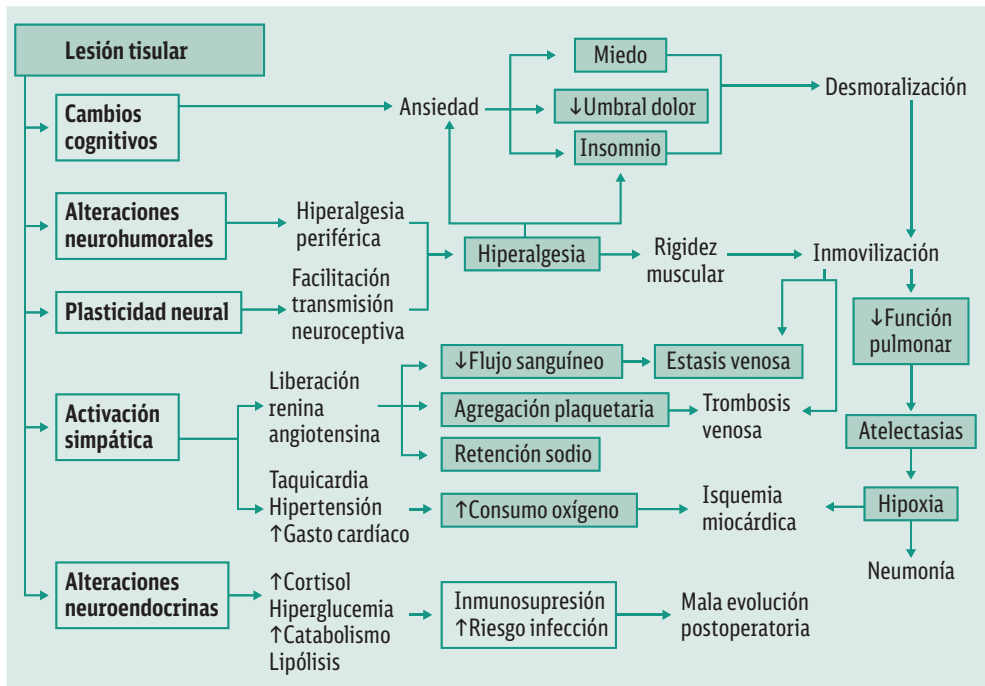 Lesión tisular
Cambios
cognitivos
Ansiedad
Miedo
↓Umbral dolor
Insomnio
Desmoralización
Alteraciones
neurohumorales
Hiperalgesia
periférica
Plasticidad neural
Facilitación
transmisión
neuroceptiva
Hiperalgesia
Rigidez
muscular
Inmovilización
↓Función
pulmonar
Activación
simpática
Liberación
renina
angiotensina
↓Flujo sanguíneo
Estasis venosa
Agregación plaquetaria
Trombosis
venosa
Retención sodio
Atelectasias
Taquicardia
Hipertensión
↑Gasto cardíaco
↑Consumo oxígeno
Isquemia
miocárdica
Hipoxia
Neumonía
Alteraciones
neuroendocrinas
↑Cortisol
Hiperglucemia
↑Catabolismo
Lipólisis
Inmunosupresión
↑Riesgo infección
Mala evolución
postoperatoria